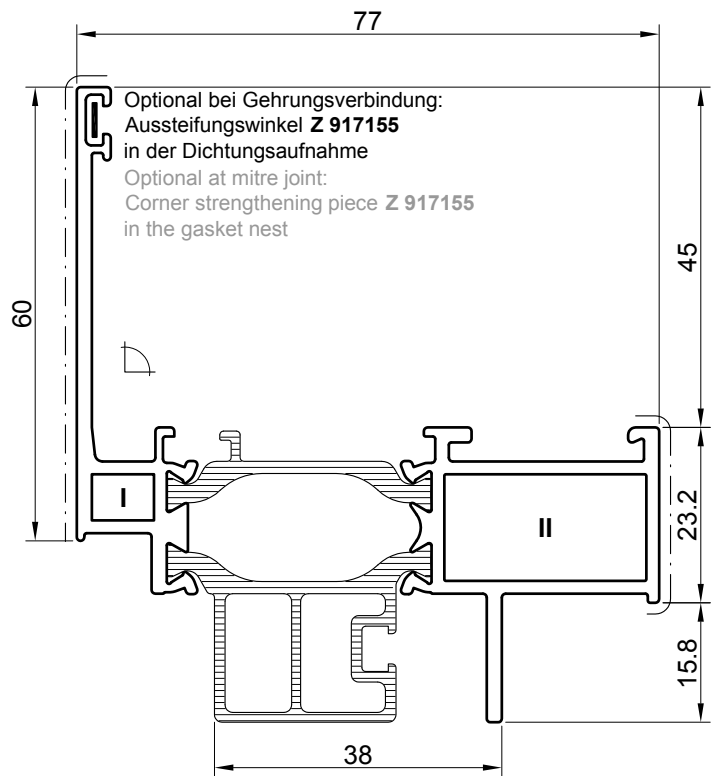 77
Optional bei Gehrungsverbindung:
Aussteifungswinkel Z 917155
in der Dichtungsaufnahme
Optional at mitre joint:
Corner strengthening piece Z 917155
in the gasket nest
60
45
I
II
23.2
15.8
38